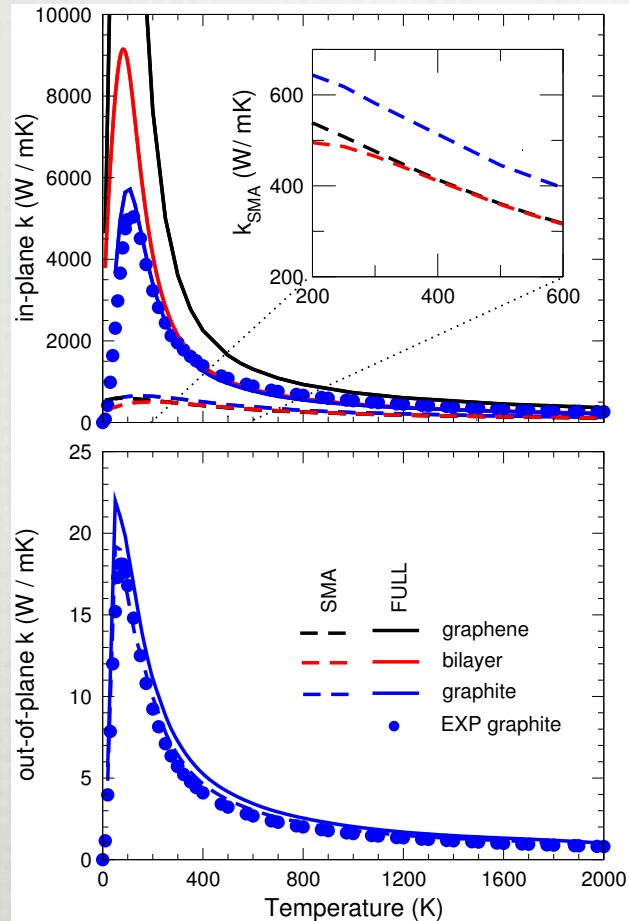 10000
8000
6000
4000
2000
0
in-plane k (W / mK)
600
400
200
k_SMA (W/ mK)
200 400 600
25
20
15
10
5
0
out-of-plane k (W / mK)
SMA FULL
graphene
bilayer
graphite
EXP graphite
0 400 800 1200 1600 2000
Temperature (K)